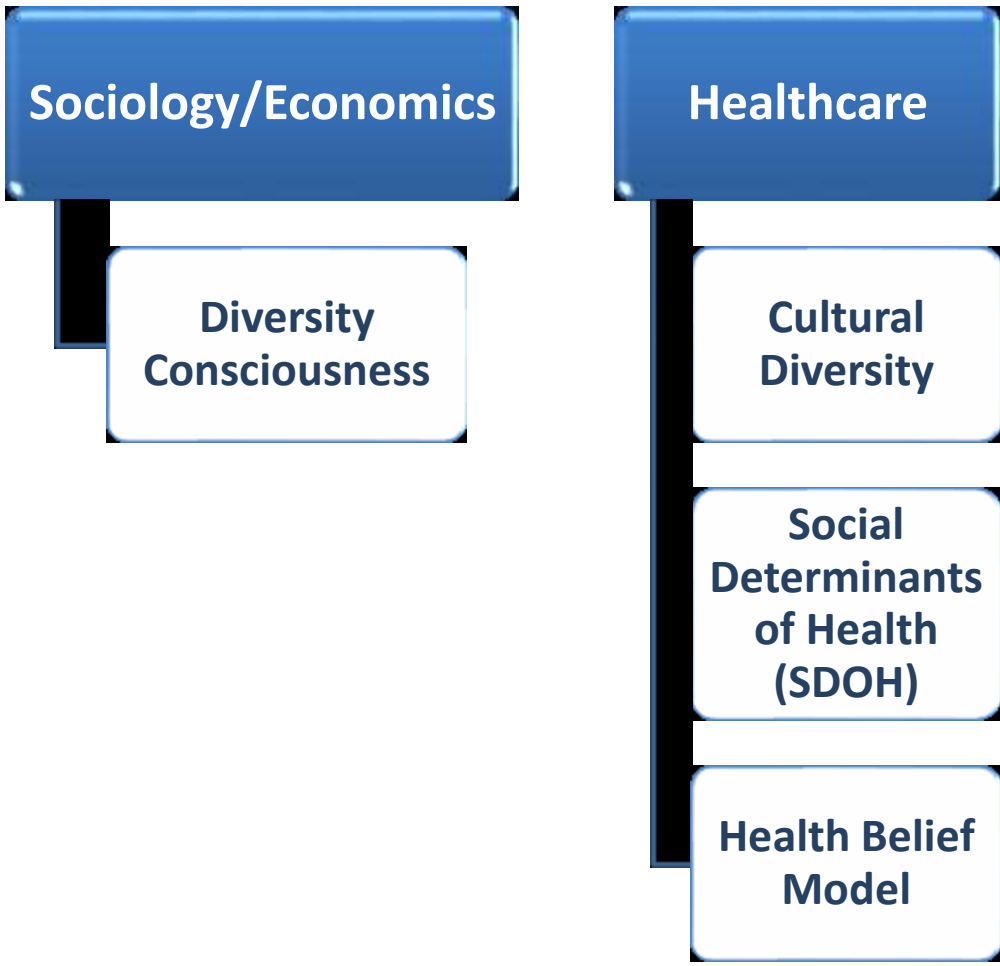 Sociology/Economics
Diversity
Consciousness
Healthcare
Cultural
Diversity
Social
Determinants
of Health
(SDOH)
Health Belief
Model